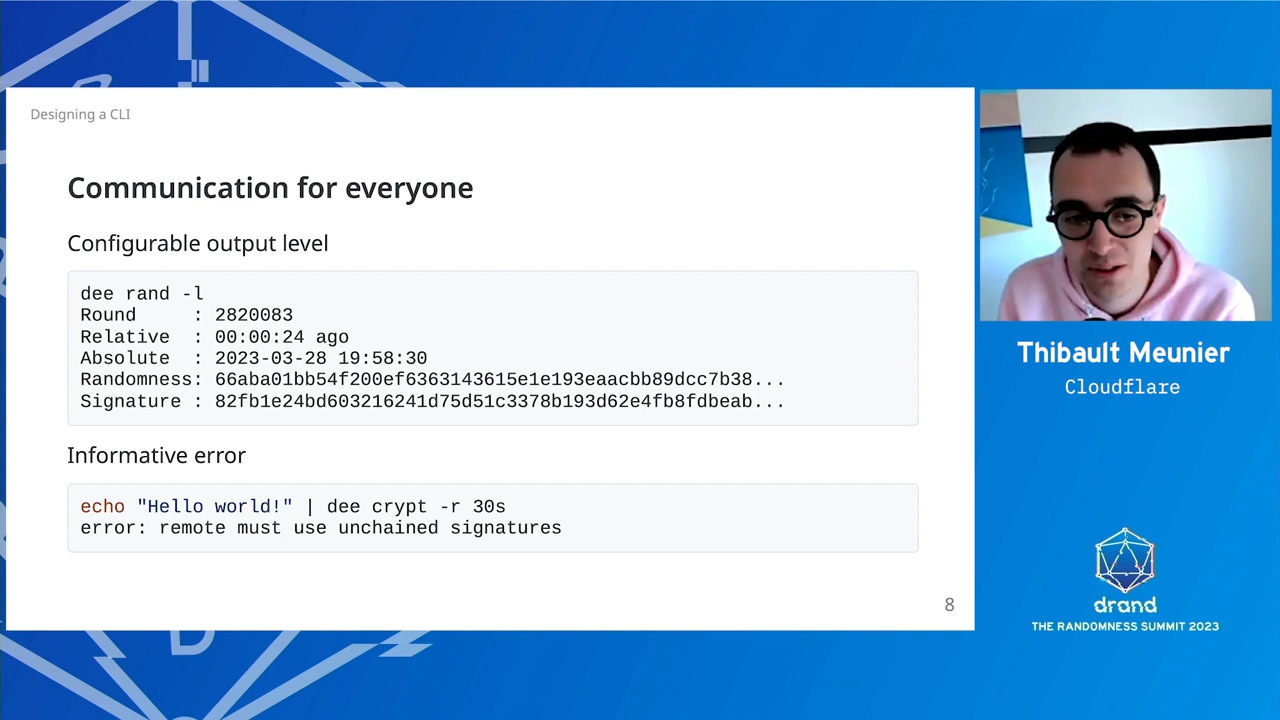 Designing a CLI
Communication for everyone
Configurable output level
dee rand -l
Round     : 2820083
Relative  : 00:00:24 ago
Absolute  : 2023-03-28 19:58:30
Randomness: 66aba01bb54f200ef6363143615e1e193eaacbb89dcc7b38...
Signature : 82fb1e24bd603216241d75d51c3378b193d62e4fb8fdbeab...
Informative error
echo "Hello world!" | dee crypt -r 30s
error: remote must use unchained signatures
8
Thibault Meunier
Cloudflare
drand
THE RANDOMNESS SUMMIT 2023